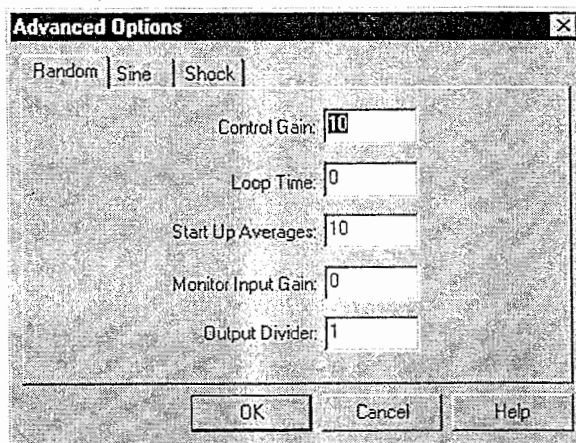 Advanced Options
Random Sine Shock
Control Gain: 10
Loop Time: 0
Start Up Averages: 10
Monitor Input Gain: 0
Output Divider: 1
OK Cancel Help